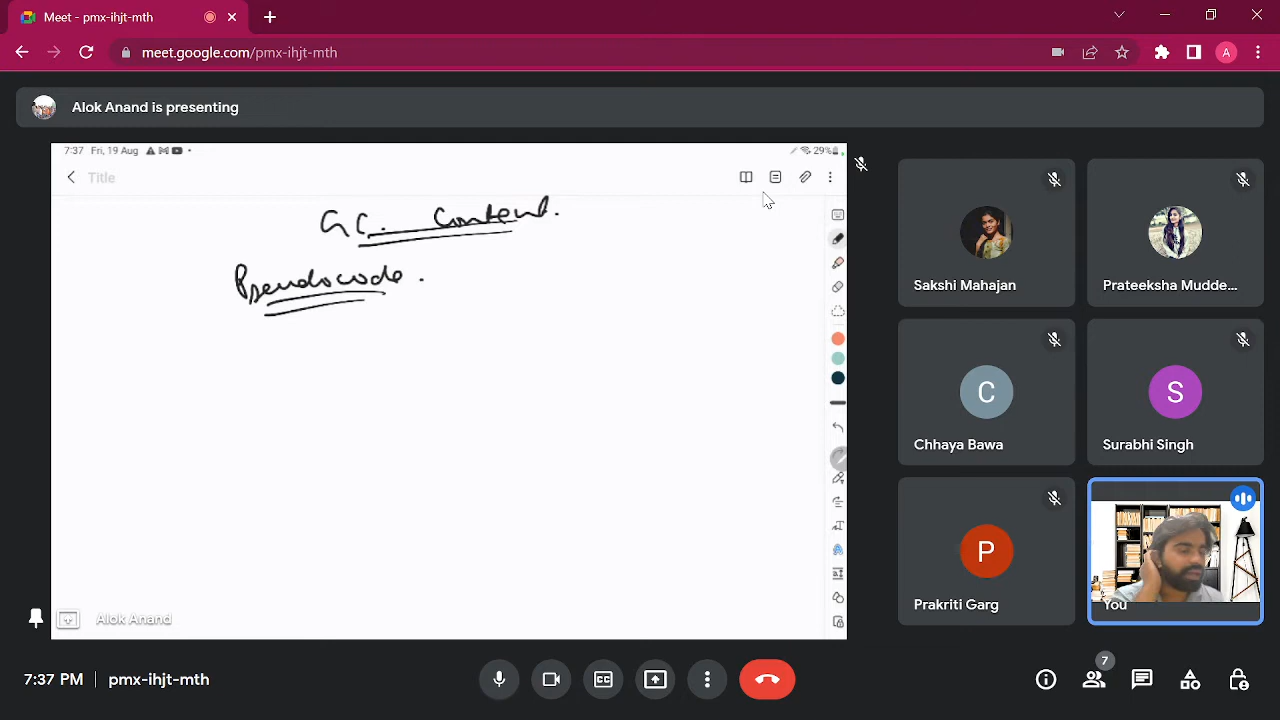 Meet - pmx-ihjt-mth
meet.google.com/pmx-ihjt-mth
A
Alok Anand is presenting
7:37 Fri, 19 Aug
29%
Title
GC. Content.
Pseudocode.
Alok Anand
Sakshi Mahajan
Prateeksha Mudde...
C
Chhaya Bawa
S
Surabhi Singh
P
Prakriti Garg
You
7:37 PM | pmx-ihjt-mth
7